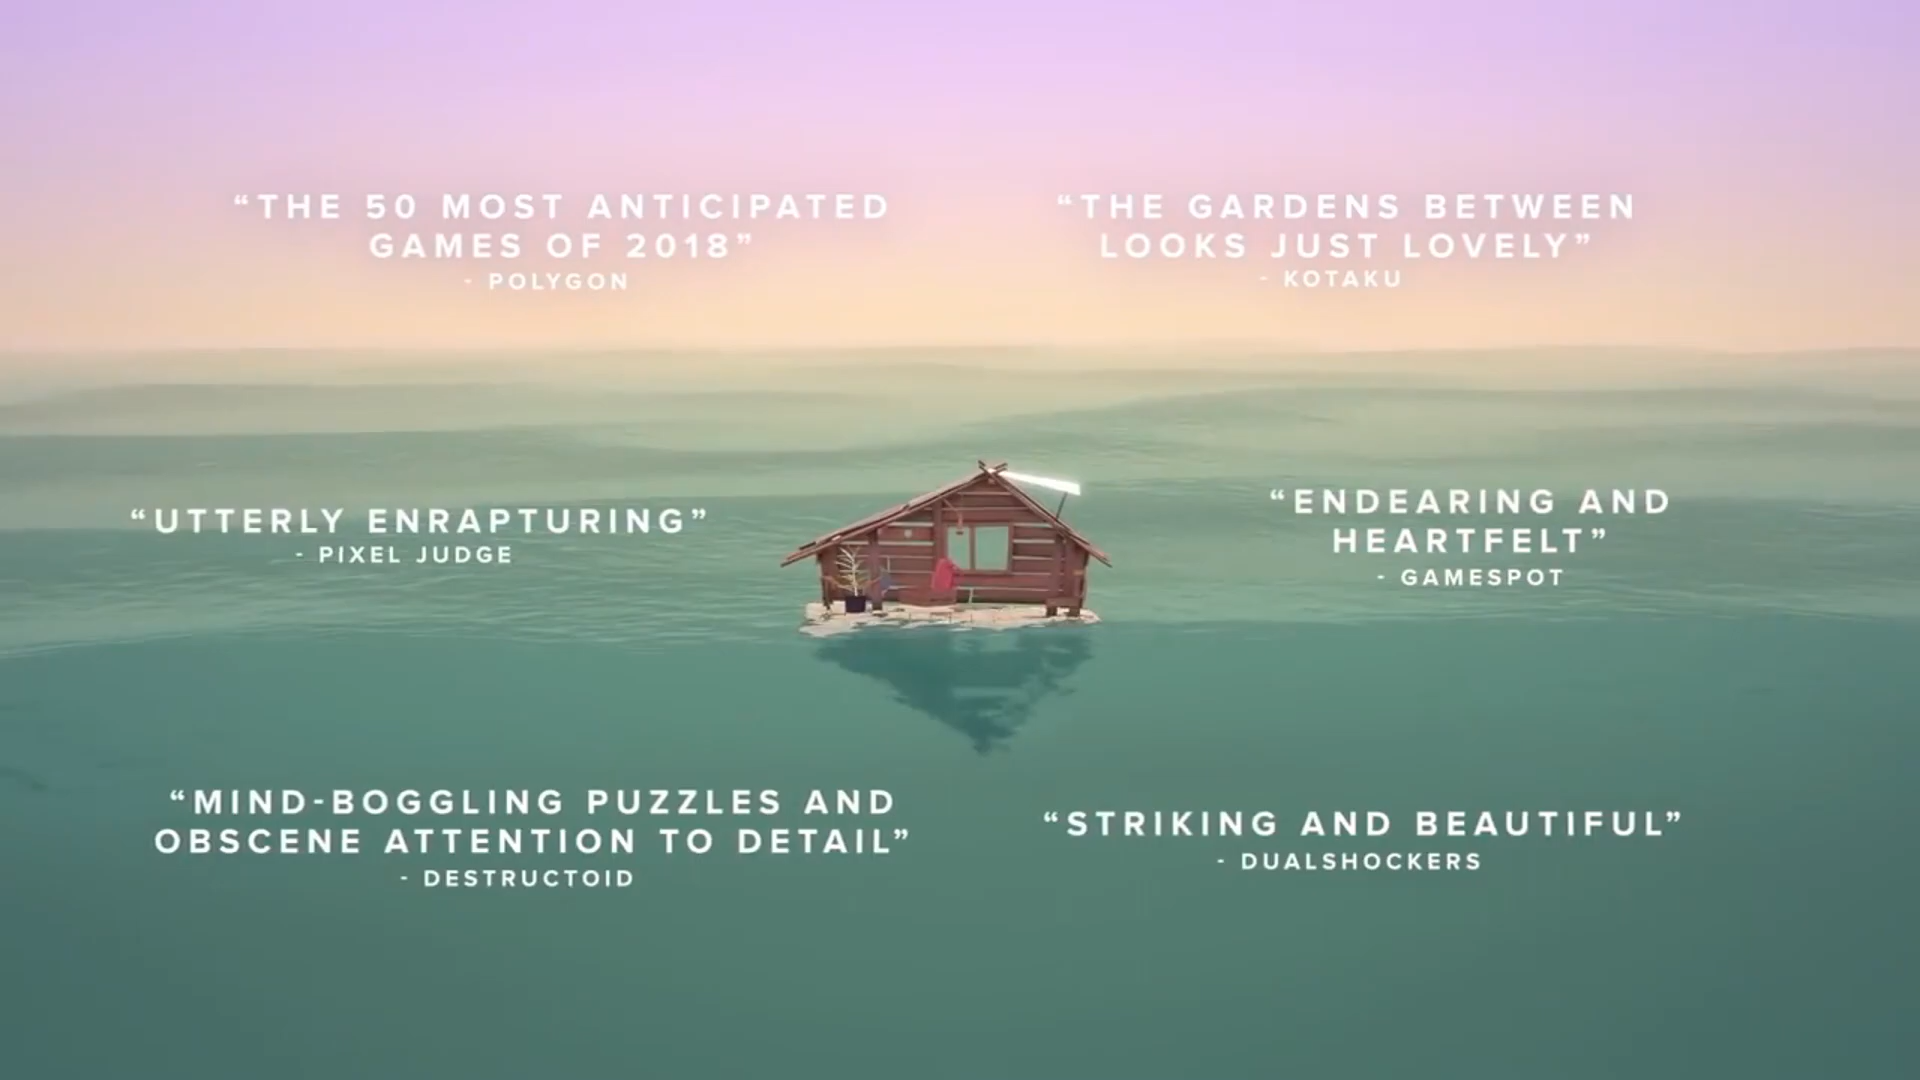 “THE 50 MOST ANTICIPATED
GAMES OF 2018”
- POLYGON
“THE GARDENS BETWEEN
LOOKS JUST LOVELY”
- KOTAKU
“UTTERLY ENRAPTURING”
- PIXEL JUDGE
“ENDEARING AND
HEARTFELT”
- GAMESPOT
“MIND-BOGGLING PUZZLES AND
OBSCENE ATTENTION TO DETAIL”
- DESTRUCTOID
“STRIKING AND BEAUTIFUL”
- DUALSHOCKERS